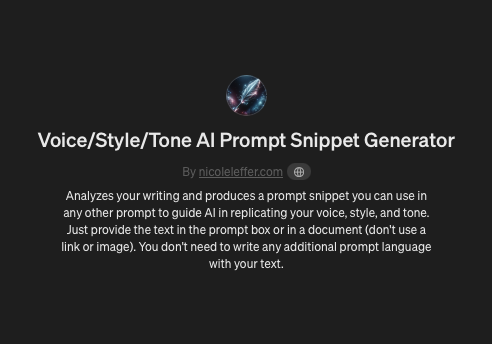 Voice/Style/Tone AI Prompt Snippet Generator
By nicoleleffer.com
Analyzes your writing and produces a prompt snippet you can use in
any other prompt to guide AI in replicating your voice, style, and tone.
Just provide the text in the prompt box or in a document (don't use a
link or image). You don't need to write any additional prompt language
with your text.